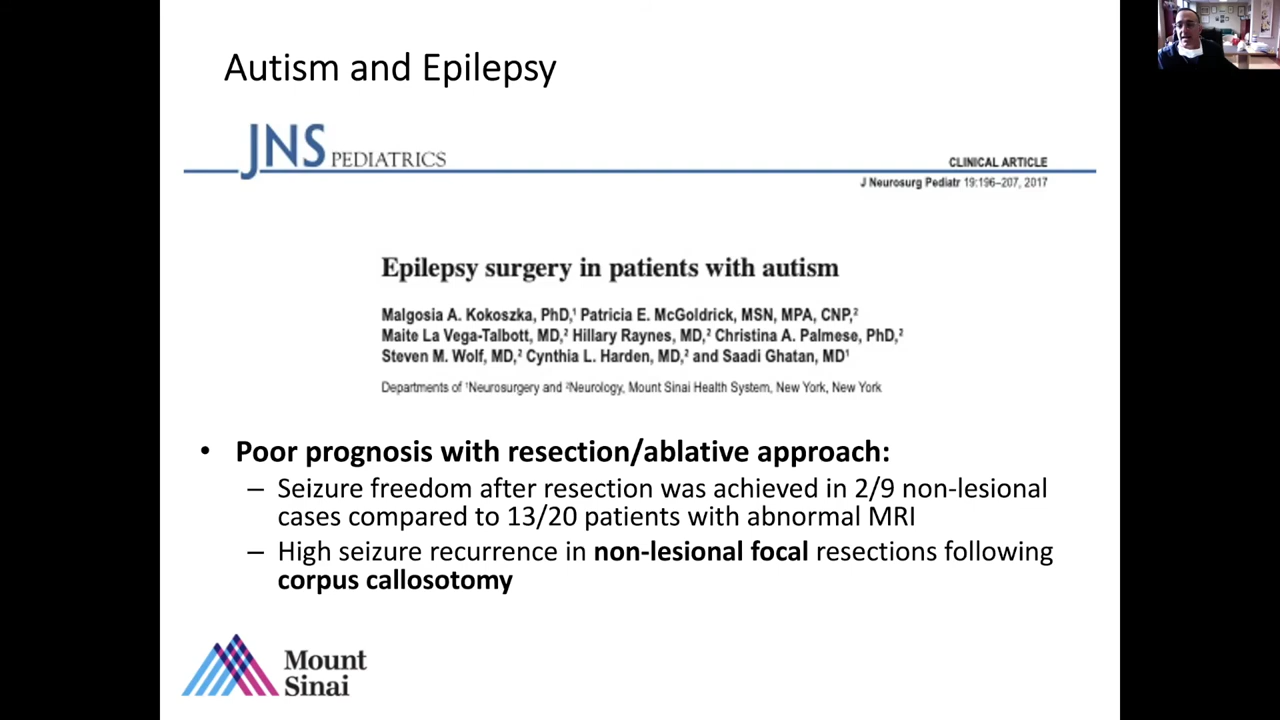 Autism and Epilepsy
JNS PEDIATRICS
CLINICAL ARTICLE
J Neurosurg Pediatr 19:196–207, 2017
Epilepsy surgery in patients with autism
Malgosia A. Kokoszka, PhD,¹ Patricia E. McGoldrick, MSN, MPA, CNP,²
Maite La Vega-Talbott, MD,² Hillary Raynes, MD,² Christina A. Palmese, PhD,²
Steven M. Wolf, MD,² Cynthia L. Harden, MD,² and Saadi Ghatan, MD¹
Departments of ¹Neurosurgery and ²Neurology, Mount Sinai Health System, New York, New York
• Poor prognosis with resection/ablative approach:
– Seizure freedom after resection was achieved in 2/9 non-lesional
cases compared to 13/20 patients with abnormal MRI
– High seizure recurrence in non-lesional focal resections following
corpus callosotomy
Mount
Sinai